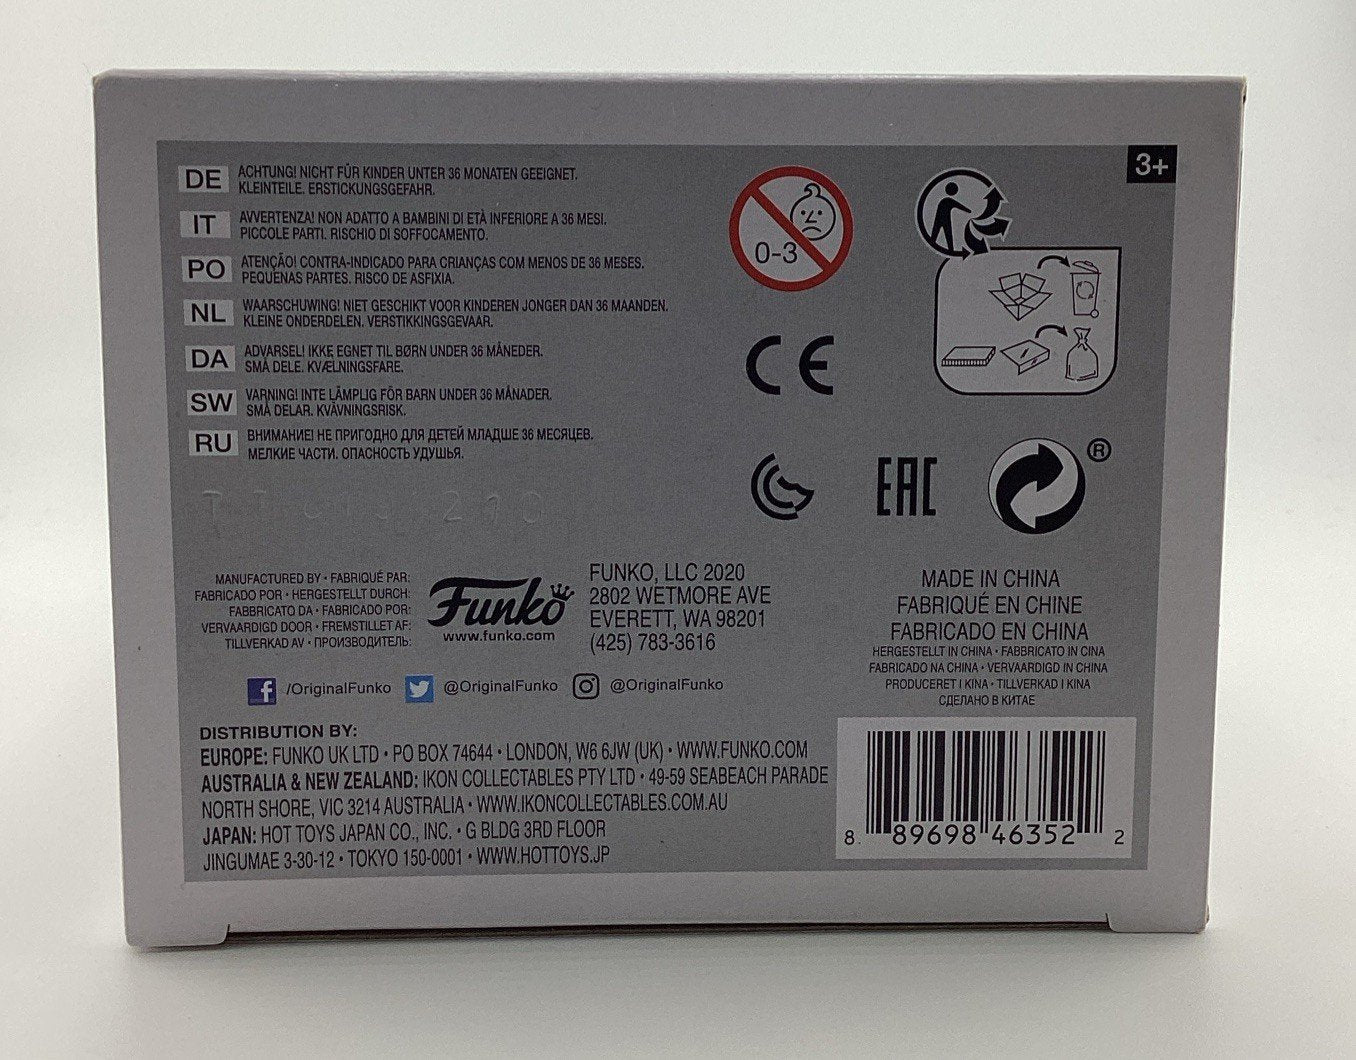 3+
DE ACHTUNG! NICHT FÜR KINDER UNTER 36 MONATEN GEEIGNET.
KLEINTEILE. ERSTICKUNGSGEFAHR.
IT AVVERTENZA! NON ADATTO A BAMBINI DI ETÀ INFERIORE A 36 MESI.
PICCOLE PARTI. RISCHIO DI SOFFOCAMENTO.
PO ATENÇÃO! CONTRA-INDICADO PARA CRIANÇAS COM MENOS DE 36 MESES.
PEQUENAS PARTES. RISCO DE ASFIXIA.
NL WAARSCHUWING! NIET GESCHIKT VOOR KINDEREN JONGER DAN 36 MAANDEN.
KLEINE ONDERDELEN. VERSTIKKINGSGEVAAR.
DA ADVARSEL! IKKE EGNET TIL BØRN UNDER 36 MÅNEDER.
SMÅ DELE. KVÆLNINGSFARE.
SW VARNING! INTE LÄMPLIG FÖR BARN UNDER 36 MÅNADER.
SMÅ DELAR. KVÄVNINGSRISK.
RU ВНИМАНИЕ! НЕ ПРИГОДНО ДЛЯ ДЕТЕЙ МЛАДШЕ 36 МЕСЯЦЕВ.
МЕЛКИЕ ЧАСТИ. ОПАСНОСТЬ УДУШЬЯ.
0-3
CE
EAC
®
MANUFACTURED BY • FABRIQUÉ PAR:
FABRICADO POR • HERGESTELLT DURCH:
FABBRICATO DA • FABRICADO POR:
VERVAARDIGD DOOR • FREMSTILLET AF:
TILLVERKAD AV • ПРОИЗВОДИТЕЛЬ:
Funko
www.funko.com
FUNKO, LLC 2020
2802 WETMORE AVE
EVERETT, WA 98201
(425) 783-3616
MADE IN CHINA
FABRIQUÉ EN CHINE
FABRICADO EN CHINA
HERGESTELLT IN CHINA • FABBRICATO IN CINA
FABRICADO NA CHINA • VERVAARDIGD IN CHINA
PRODUCERET I KINA • TILLVERKAD I KINA
СДЕЛАНО В КИТАЕ
f /OriginalFunko @OriginalFunko @OriginalFunko
DISTRIBUTION BY:
EUROPE: FUNKO UK LTD • PO BOX 74644 • LONDON, W6 6JW (UK) • WWW.FUNKO.COM
AUSTRALIA & NEW ZEALAND: IKON COLLECTABLES PTY LTD • 49-59 SEABEACH PARADE
NORTH SHORE, VIC 3214 AUSTRALIA • WWW.IKONCOLLECTABLES.COM.AU
JAPAN: HOT TOYS JAPAN CO., INC. • G BLDG 3RD FLOOR
JINGUMAE 3-30-12 • TOKYO 150-0001 • WWW.HOTTOYS.JP
8 89698 46352 2